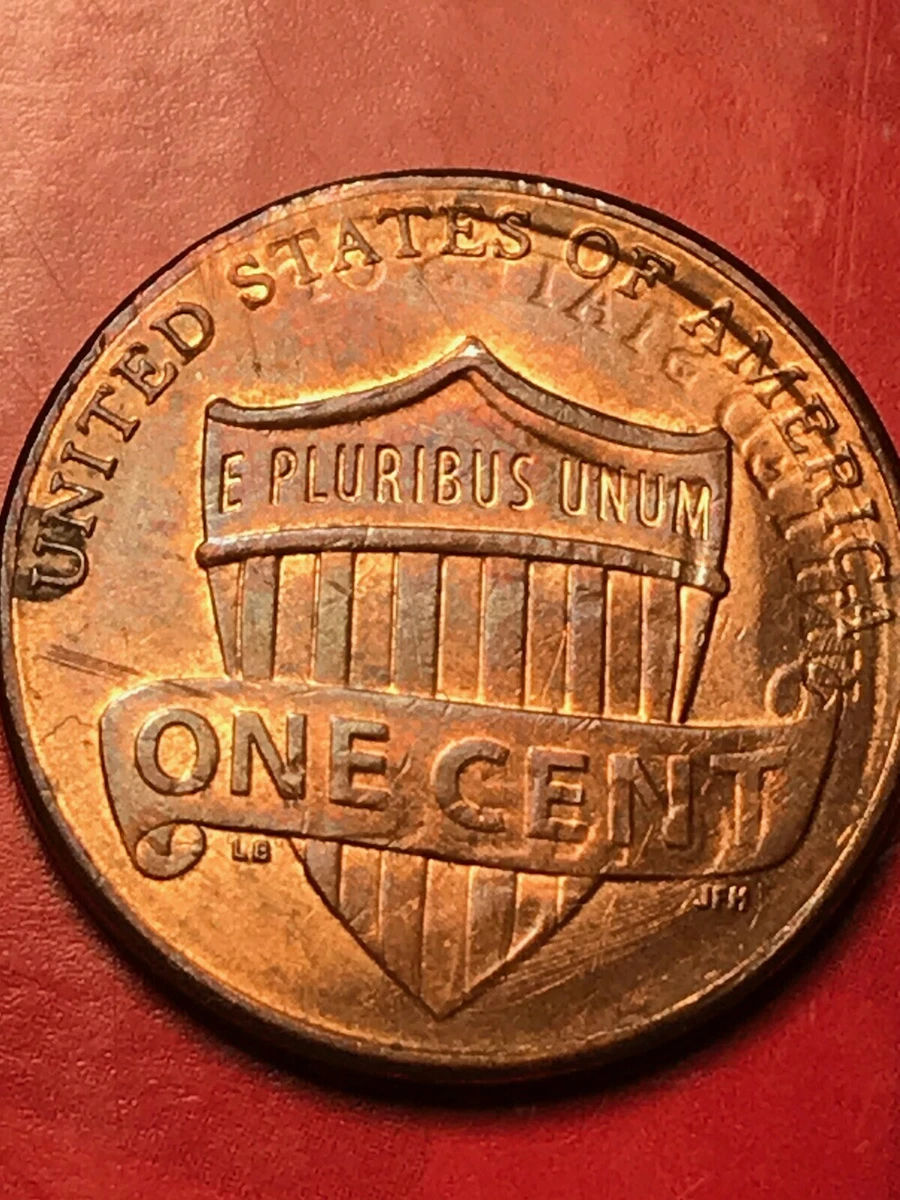 UNITED STATES OF AMERICA
E PLURIBUS UNUM
ONE CENT
LB
JFM